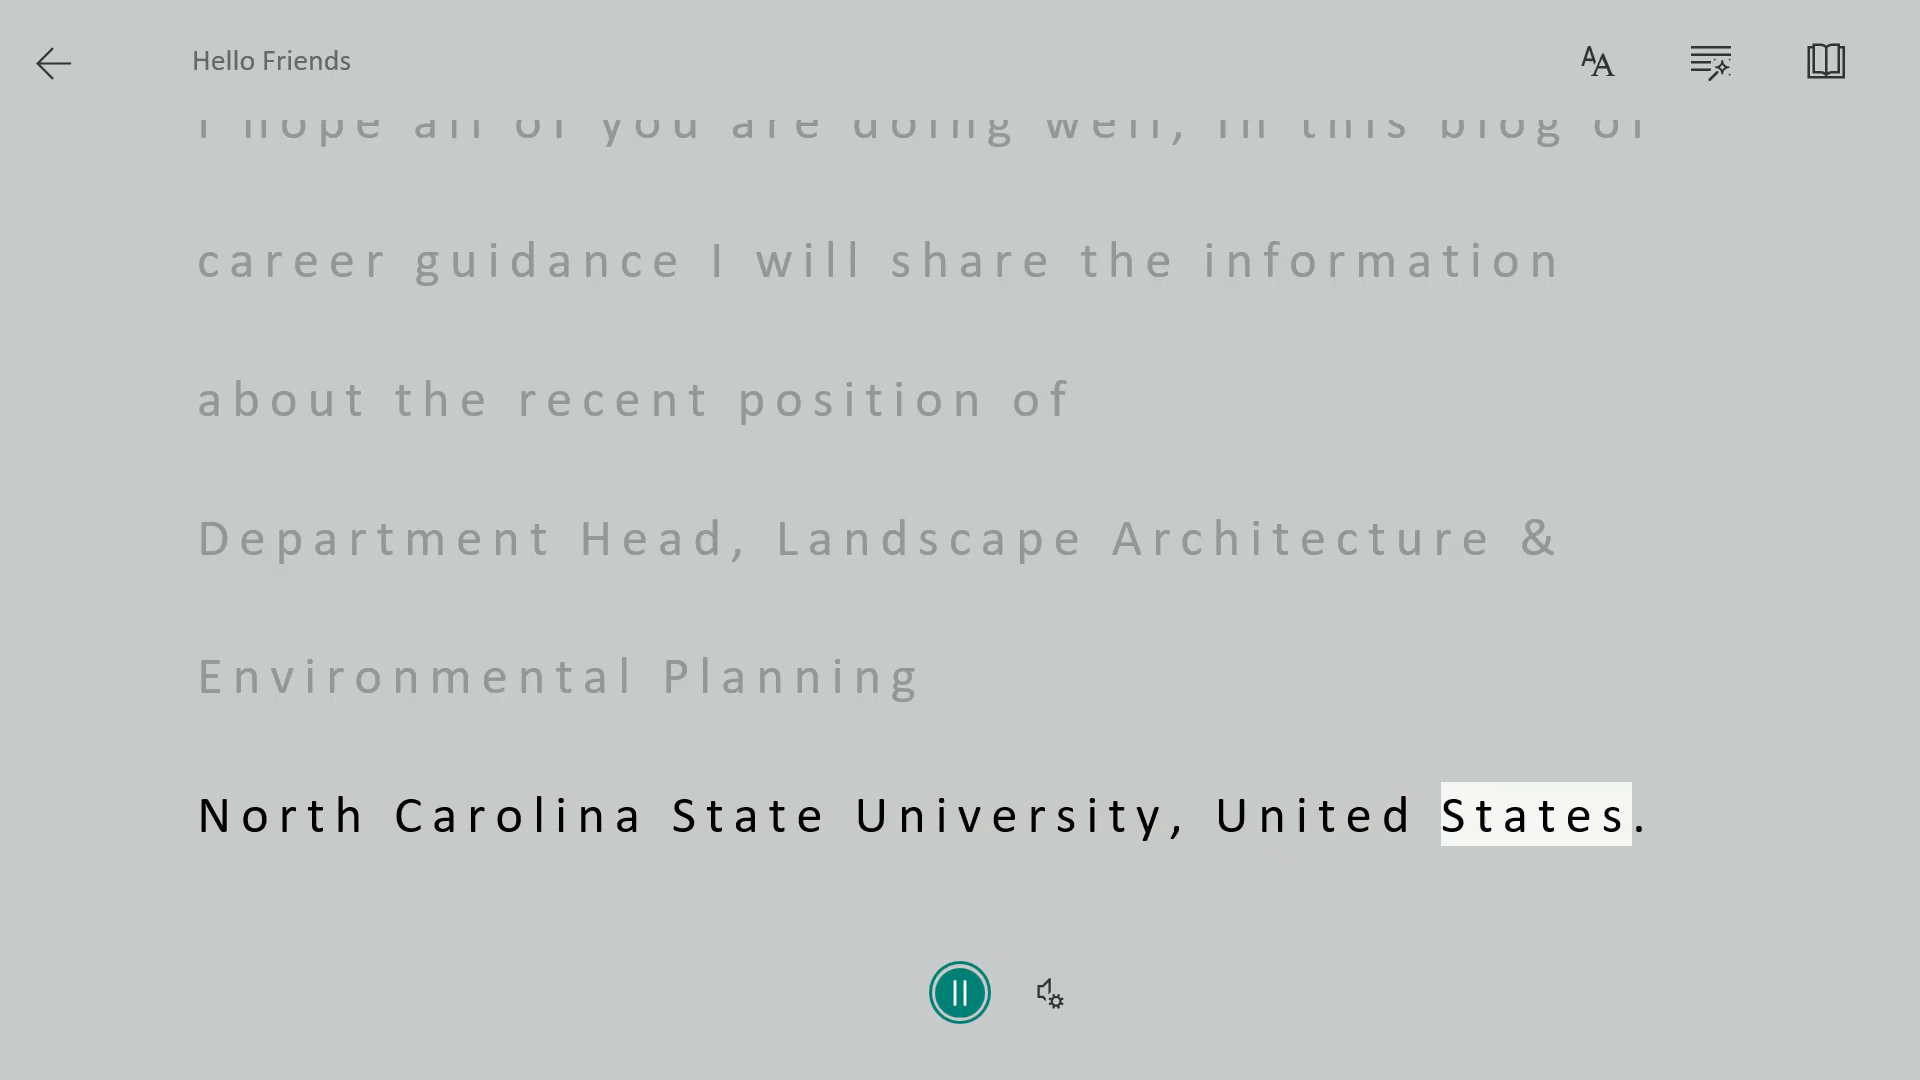 Hello Friends
I hope all of you are doing well, in this blog of
career guidance I will share the information
about the recent position of
Department Head, Landscape Architecture &
Environmental Planning
North Carolina State University, United States.